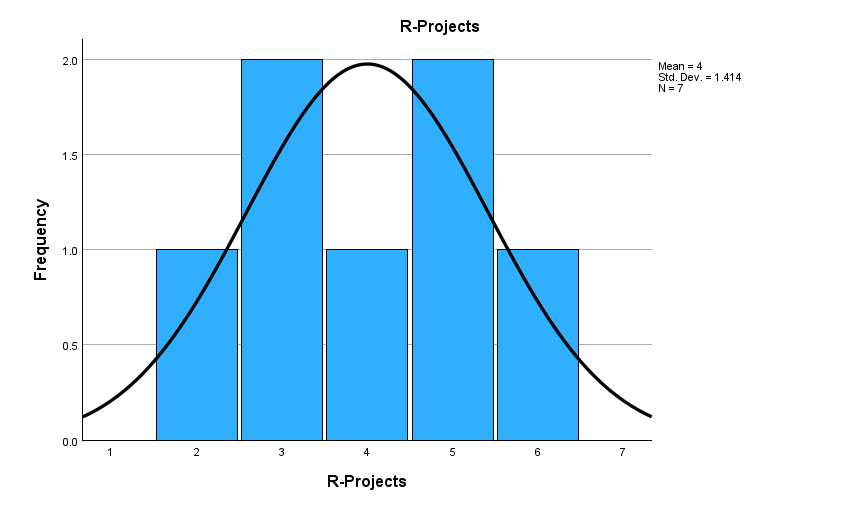 R-Projects
2.0
1.5
1.0
0.5
0.0
Frequency
1 2 3 4 5 6 7
R-Projects
Mean = 4
Std. Dev. = 1.414
N = 7